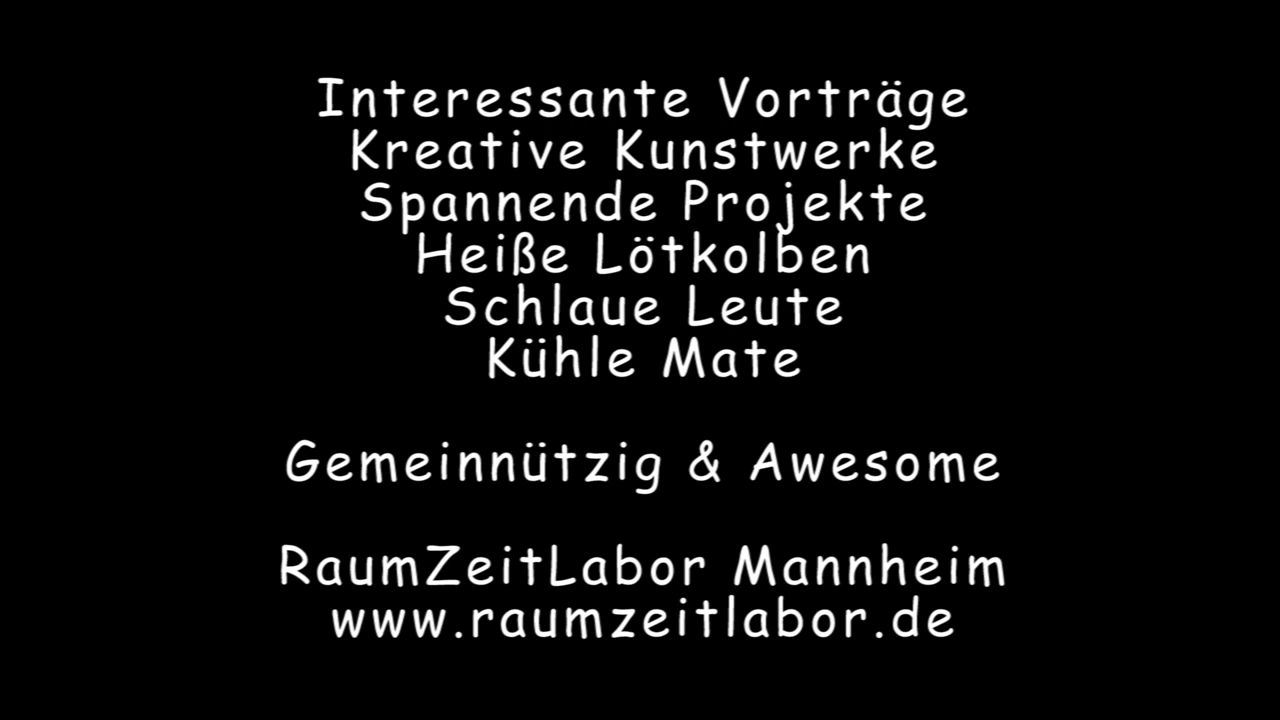 Interessante Vorträge
Kreative Kunstwerke
Spannende Projekte
Heiße Lötkolben
Schlaue Leute
Kühle Mate
Gemeinnützig & Awesome
RaumZeitLabor Mannheim
www.raumzeitlabor.de